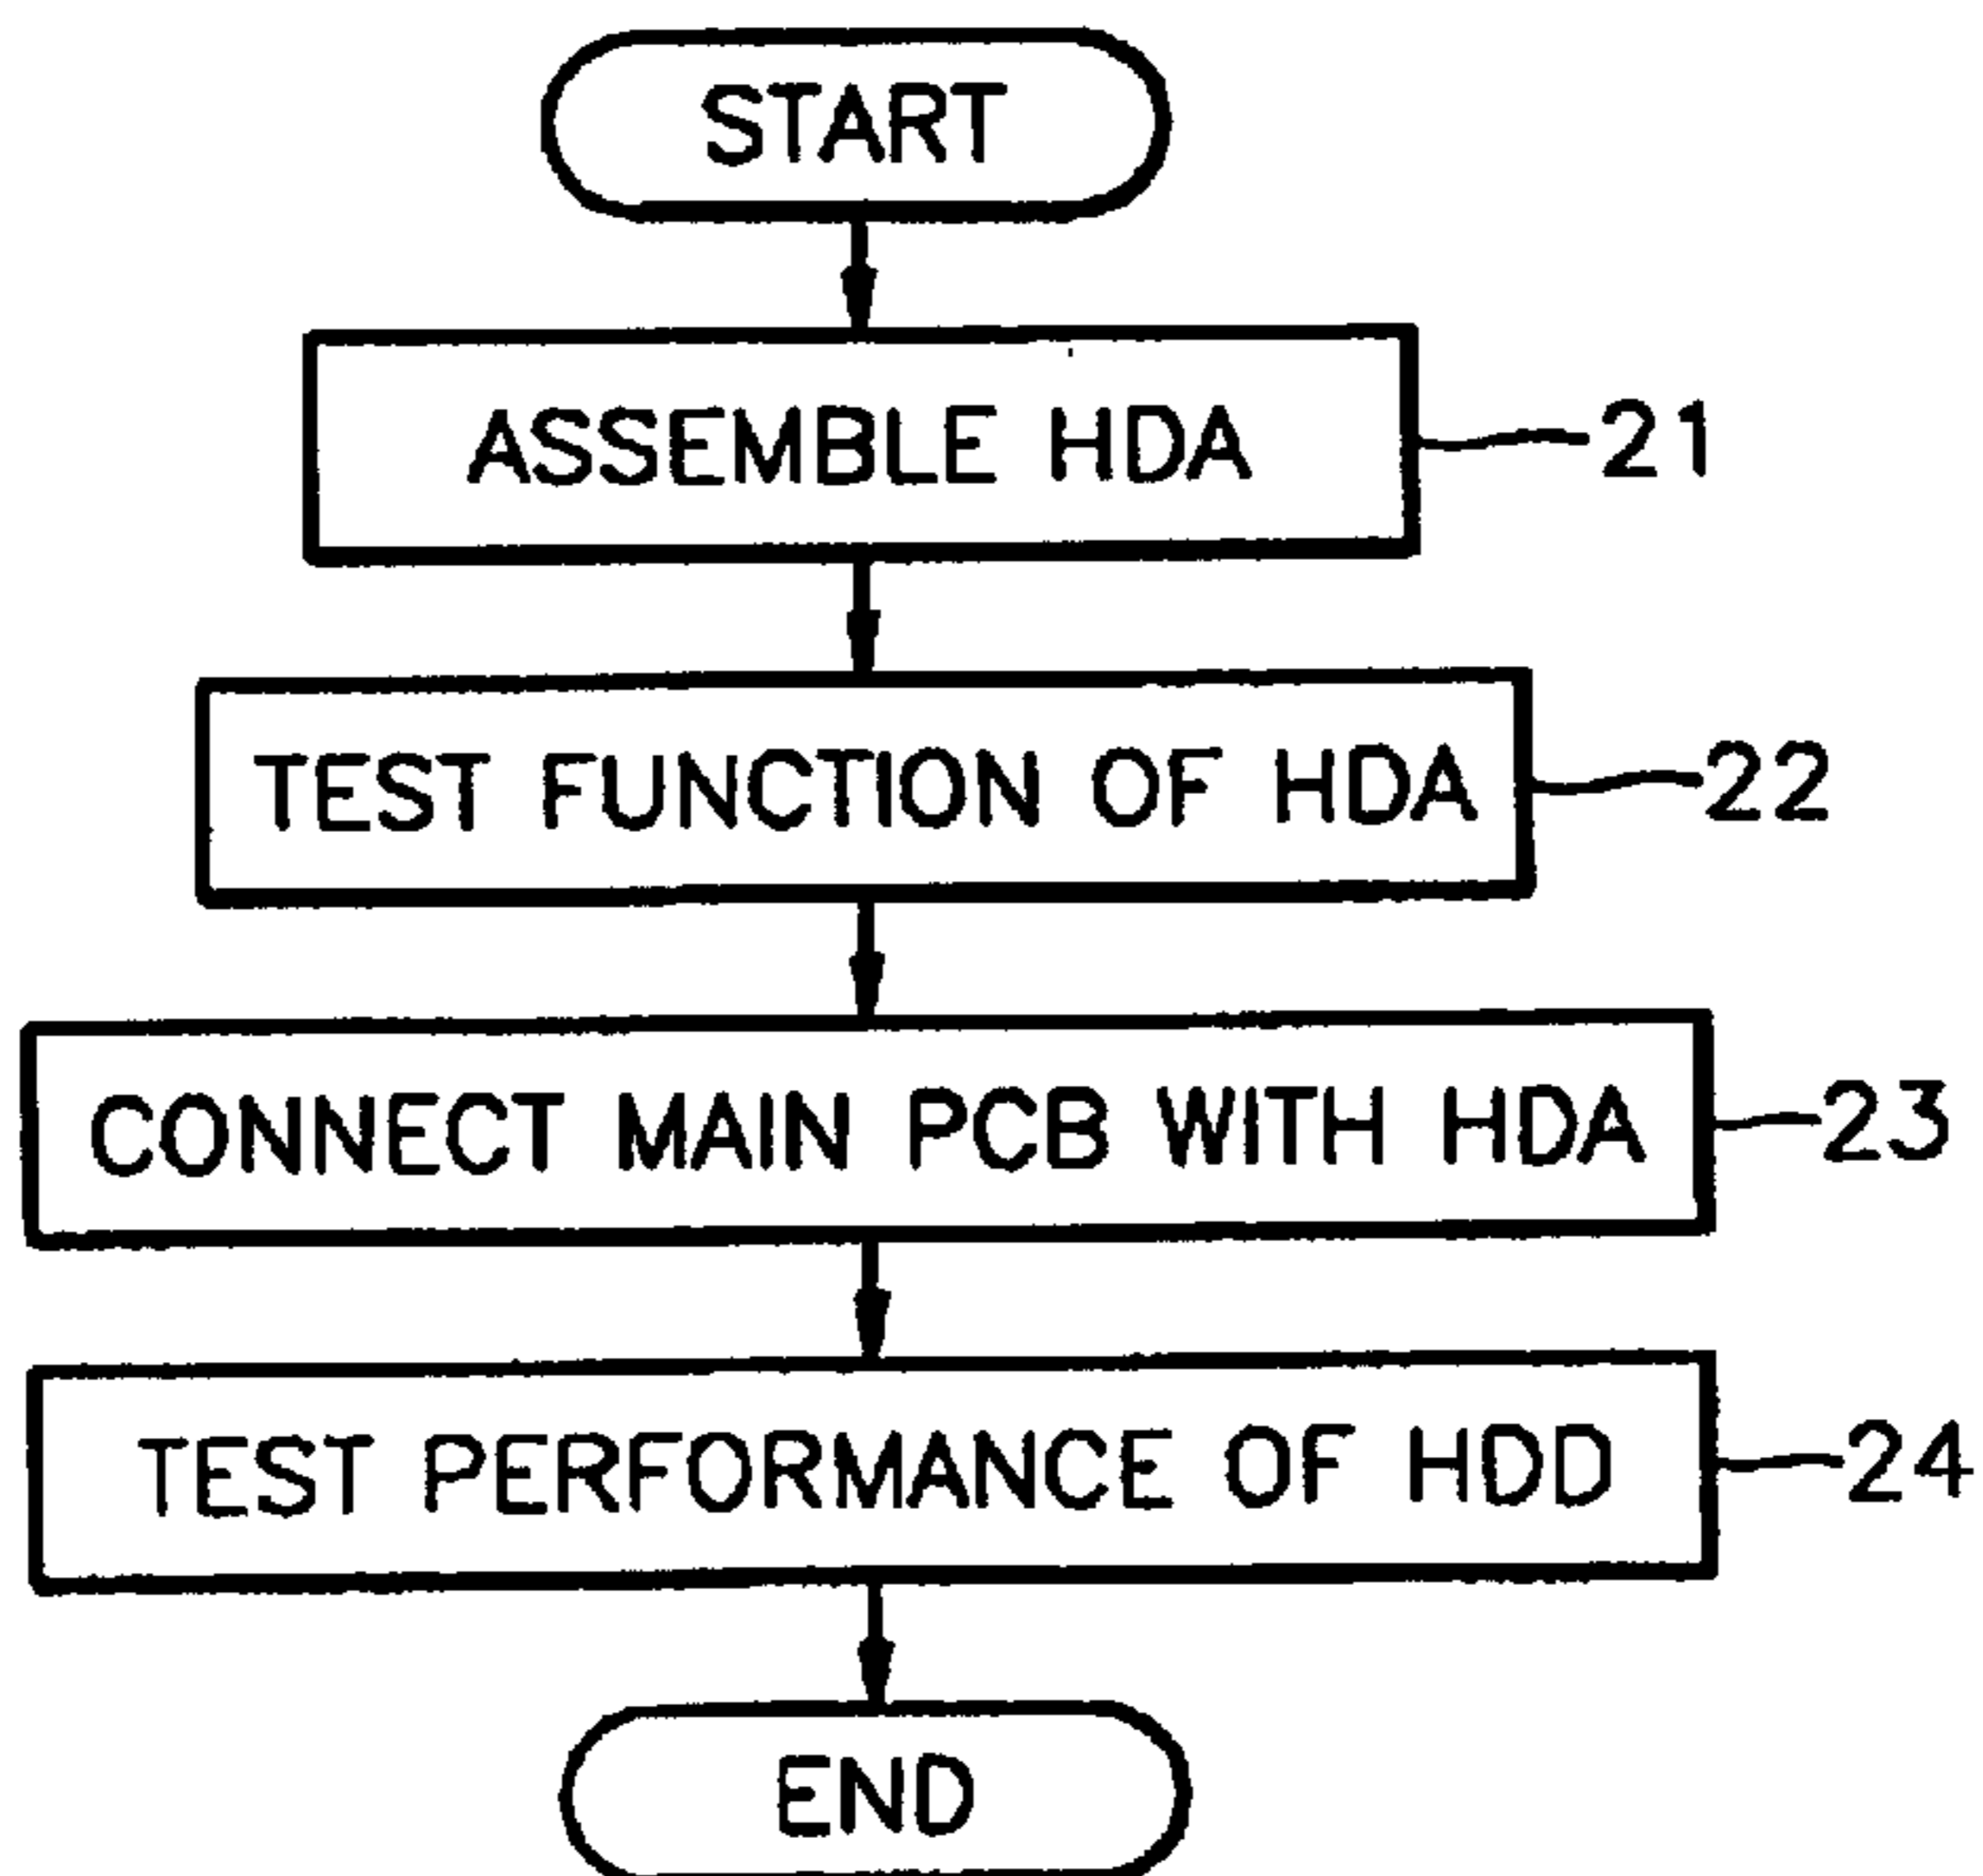 START
ASSEMBLE HDA 21
TEST FUNCTION OF HDA 22
CONNECT MAIN PCB WITH HDA 23
TEST PERFORMANCE OF HDD 24
END